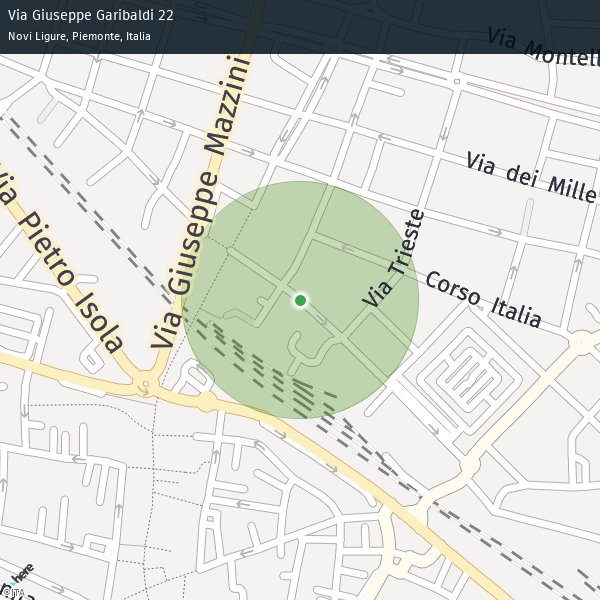 Via Giuseppe Garibaldi 22
Novi Ligure, Piemonte, Italia
Via Montell
Via Giuseppe Mazzini
Via dei Mille
Via Pietro Isola
Via Trieste
Corso Italia
here